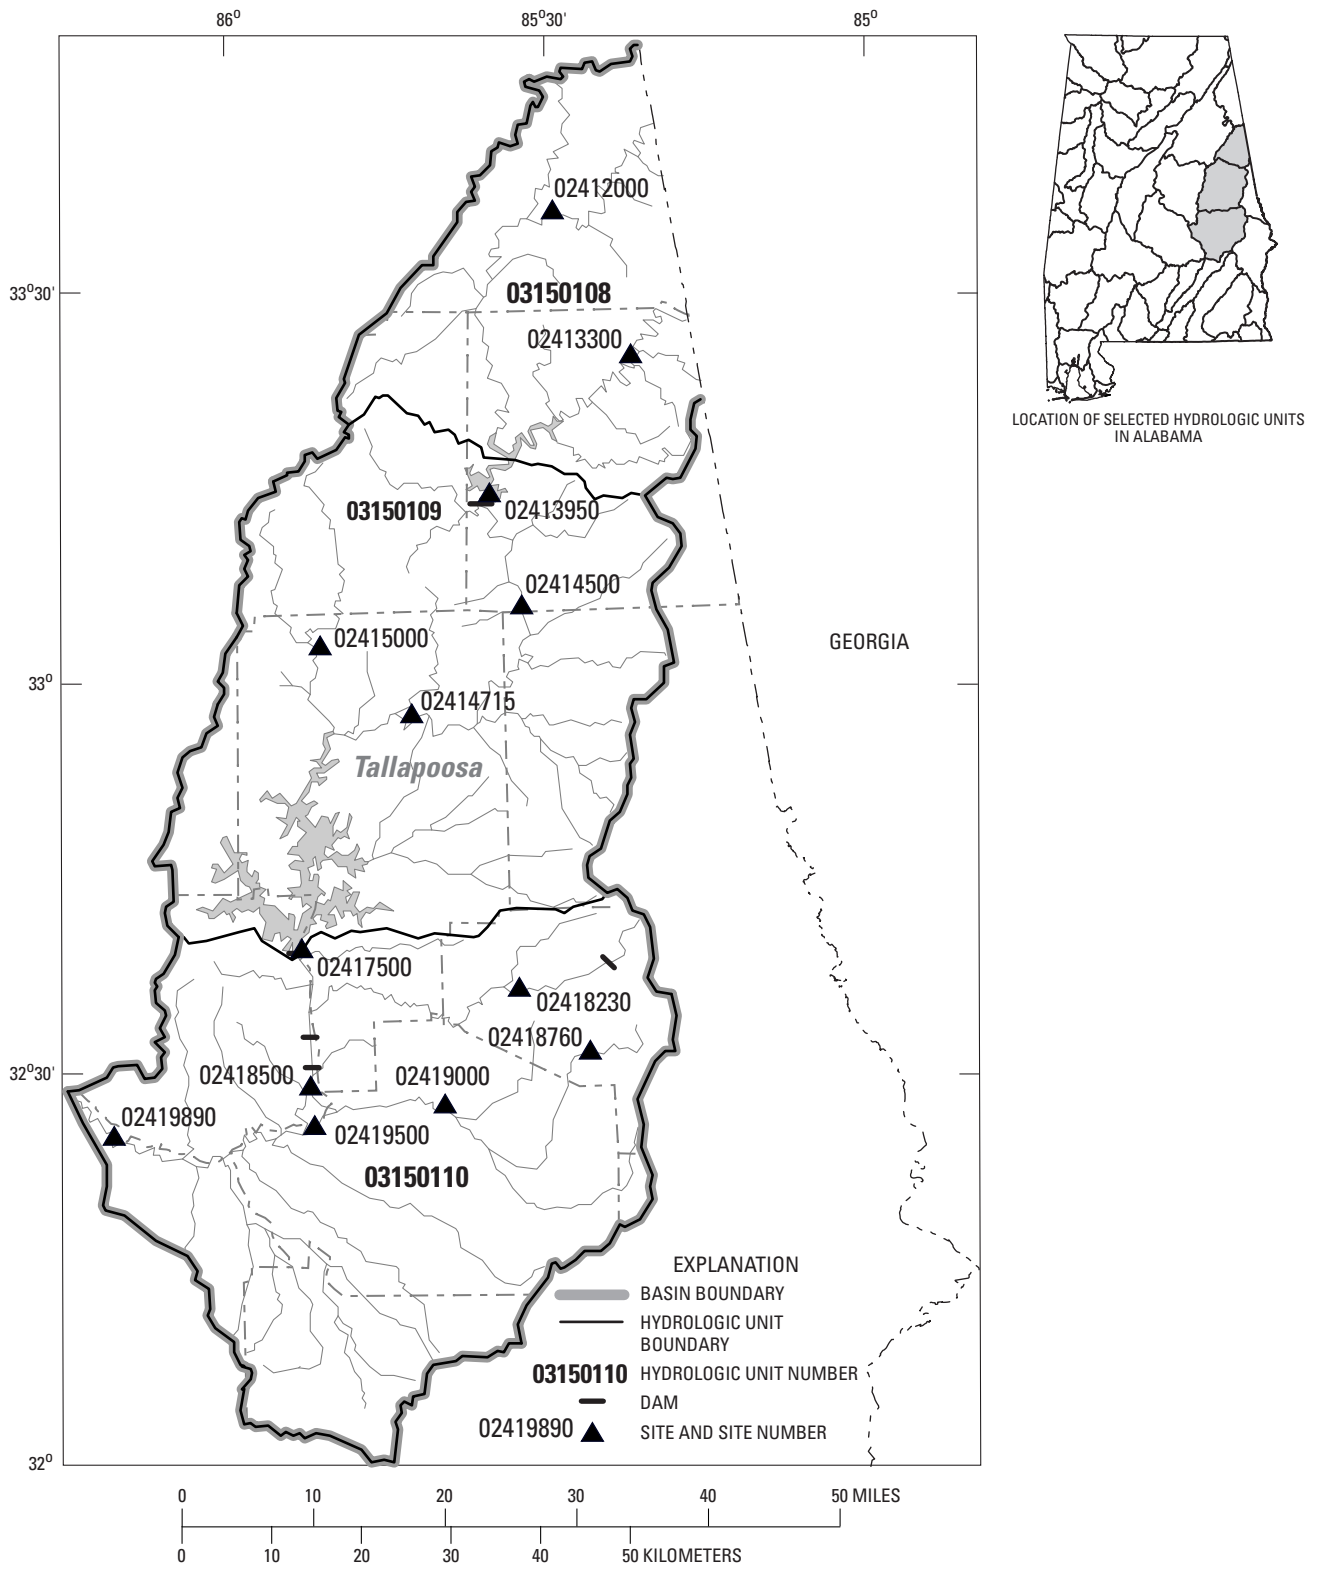 86°
85°30'
85°
33°30'
33°
32°30'
32°
02412000
03150108
02413300
03150109
02413950
02414500
02415000
GEORGIA
02414715
Tallapoosa
02417500
02418230
02418760
02418500
02419000
02419890
02419500
03150110
EXPLANATION
BASIN BOUNDARY
HYDROLOGIC UNIT
BOUNDARY
03150110 HYDROLOGIC UNIT NUMBER
DAM
02419890 SITE AND SITE NUMBER
0 10 20 30 40 50 MILES
0 10 20 30 40 50 KILOMETERS
LOCATION OF SELECTED HYDROLOGIC UNITS
IN ALABAMA